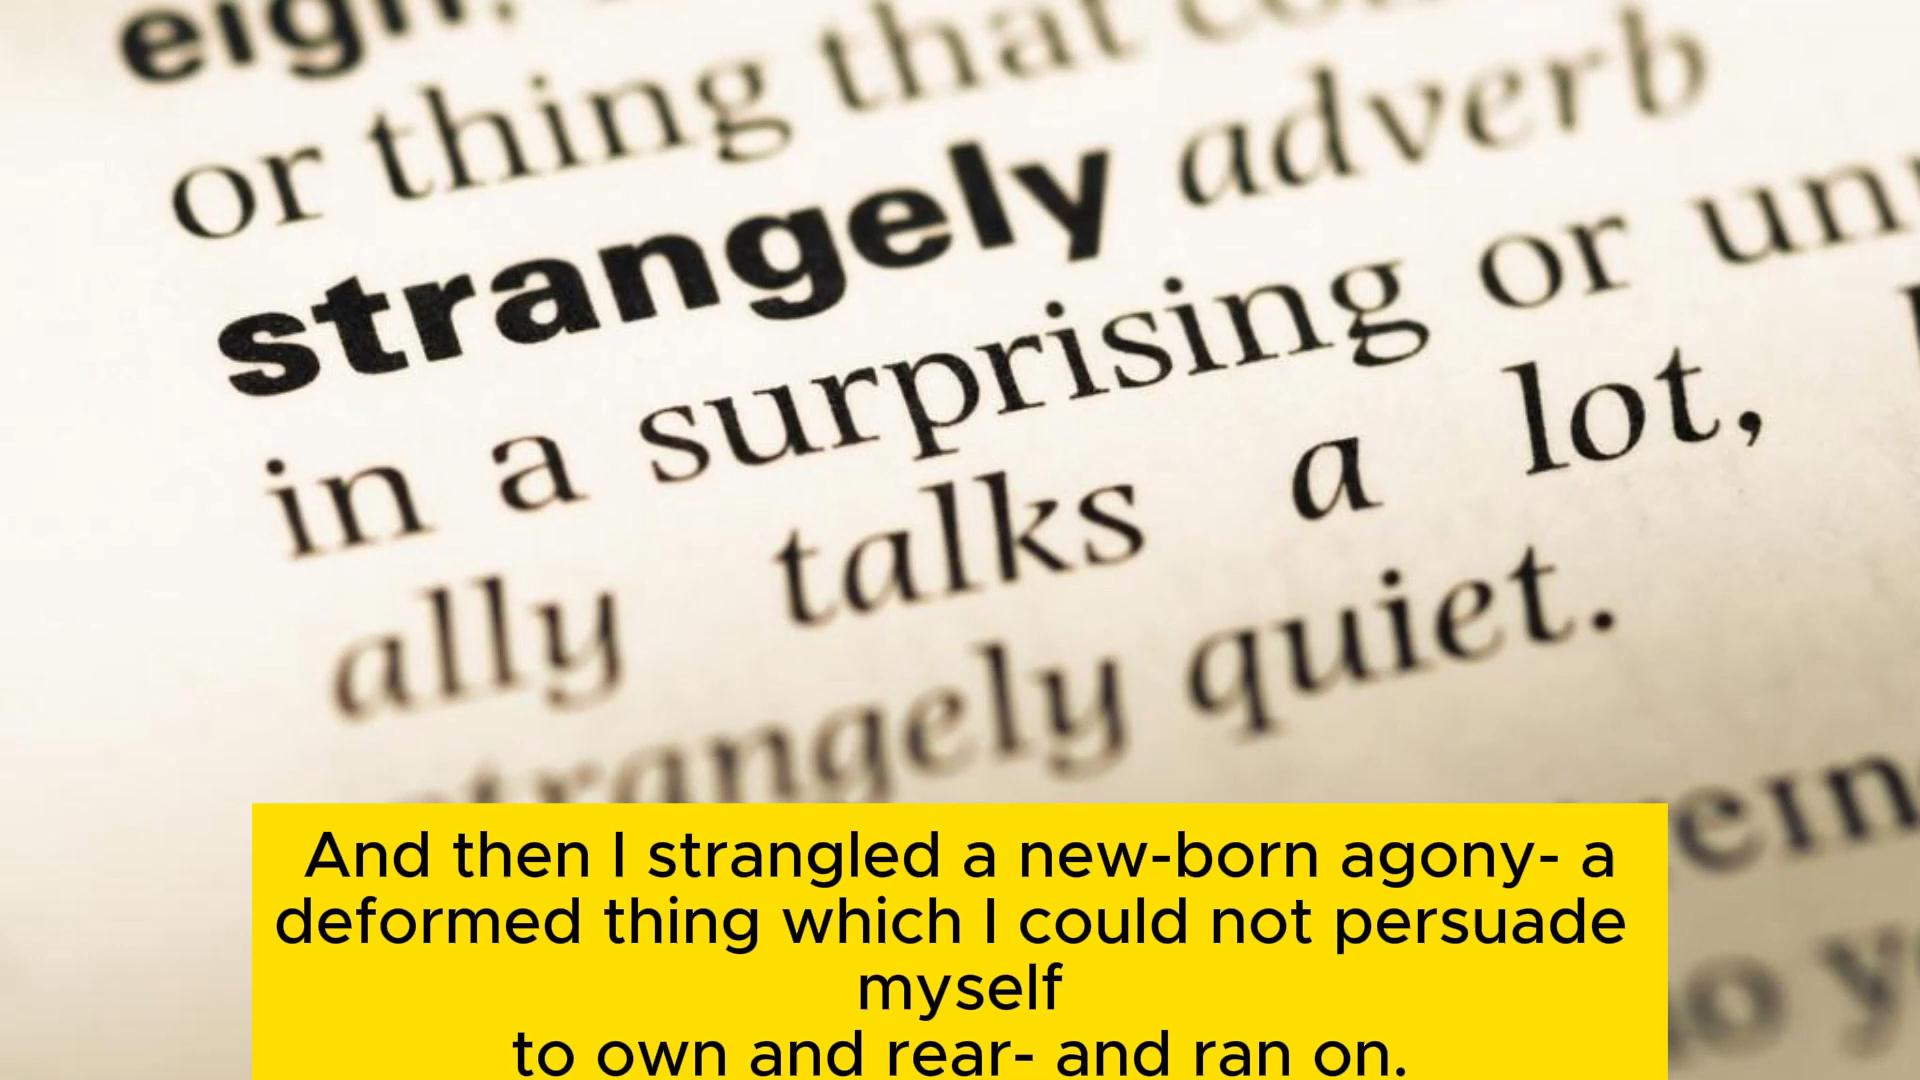 or thing that
strangely adverb
in a surprising or
ally talks a lot,
strangely quiet.
And then I strangled a new-born agony- a
deformed thing which I could not persuade
myself
to own and rear- and ran on.